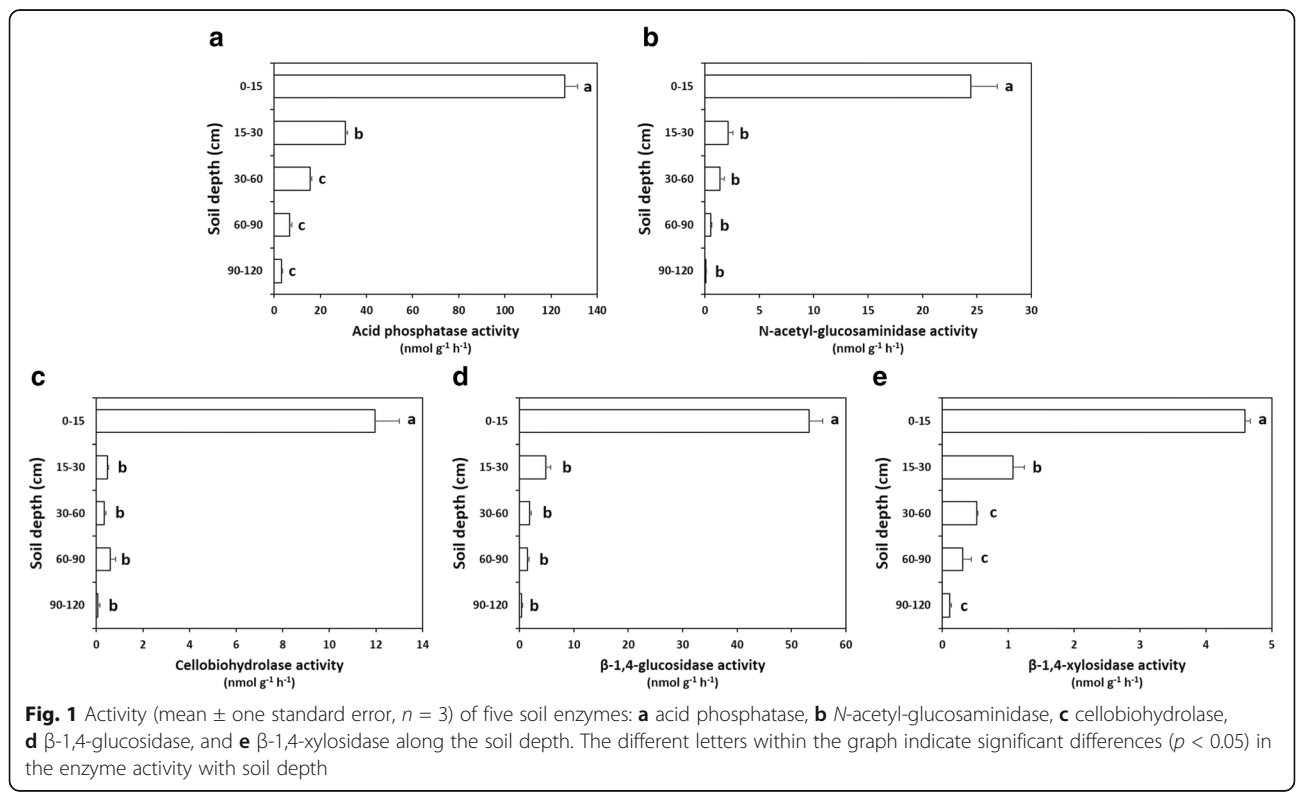 a
0-15
a
15-30
b
30-60
c
60-90
c
90-120
c
Soil depth (cm)
0 20 40 60 80 100 120 140
Acid phosphatase activity
(nmol g⁻¹ h⁻¹)
b
0-15
a
15-30
b
30-60
b
60-90
b
90-120
b
Soil depth (cm)
0 5 10 15 20 25 30
N-acetyl-glucosaminidase activity
(nmol g⁻¹ h⁻¹)
c
0-15
a
15-30
b
30-60
b
60-90
b
90-120
b
Soil depth (cm)
0 2 4 6 8 10 12 14
Cellobiohydrolase activity
(nmol g⁻¹ h⁻¹)
d
0-15
a
15-30
b
30-60
b
60-90
b
90-120
b
Soil depth (cm)
0 10 20 30 40 50 60
β-1,4-glucosidase activity
(nmol g⁻¹ h⁻¹)
e
0-15
a
15-30
b
30-60
c
60-90
c
90-120
c
Soil depth (cm)
0 1 2 3 4 5
β-1,4-xylosidase activity
(nmol g⁻¹ h⁻¹)
Fig. 1 Activity (mean ± one standard error, n = 3) of five soil enzymes: a acid phosphatase, b N-acetyl-glucosaminidase, c cellobiohydrolase,
d β-1,4-glucosidase, and e β-1,4-xylosidase along the soil depth. The different letters within the graph indicate significant differences (p < 0.05) in
the enzyme activity with soil depth